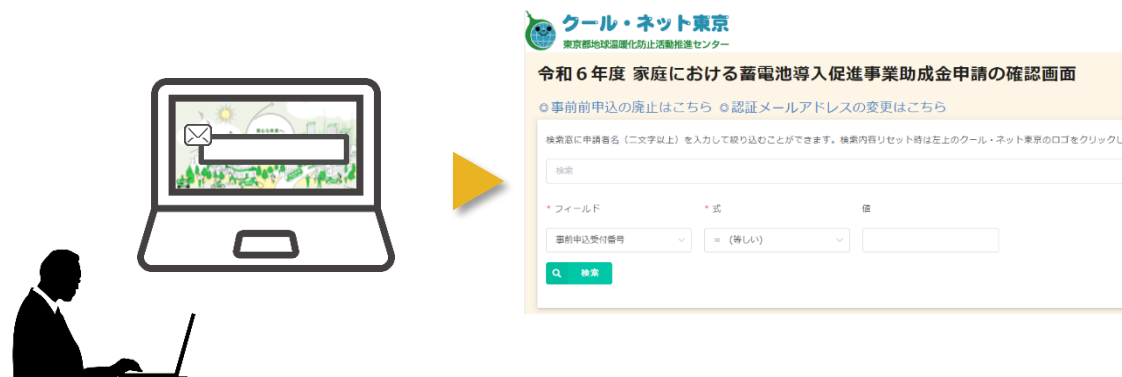 クール・ネット東京
東京都地球温暖化防止活動推進センター
令和6年度 家庭における蓄電池導入促進事業助成金申請の確認画面
◎事前前申込の廃止はこちら ◎認証メールアドレスの変更はこちら
検索窓に申請者名（二文字以上）を入力して絞り込むことができます。検索内容リセット時は左上のクール・ネット東京のロゴをクリックし
検索
* フィールド * 式 値
事前申込受付番号 = (等しい)
検索